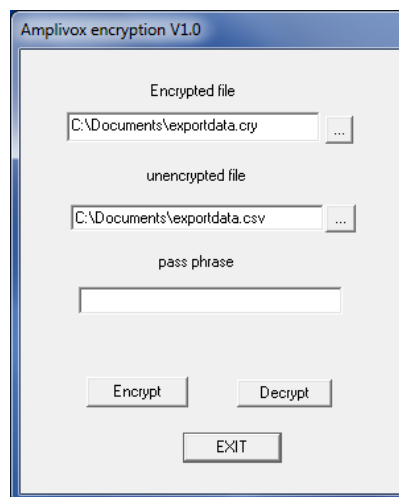 Amplivox encryption V1.0
Encrypted file
C:\Documents\exportdata.cry
...
unencrypted file
C:\Documents\exportdata.csv
...
pass phrase
Encrypt Decrypt
EXIT